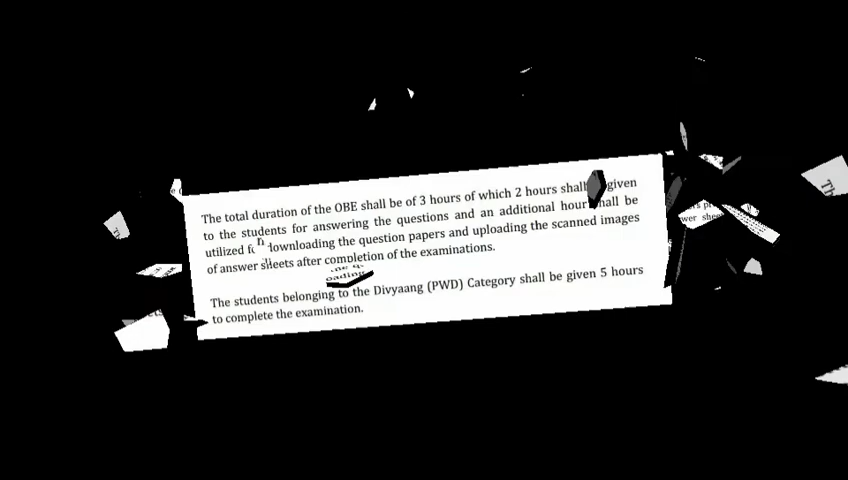 The total duration of the OBE shall be of 3 hours of which 2 hours shall given
to the students for answering the questions and an additional hour shall be
utilized downloading the question papers and uploading the scanned images
of answer sheets after completion of the examinations.
The students belonging to the Divyaang (PWD) Category shall be given 5 hours
to complete the examination.